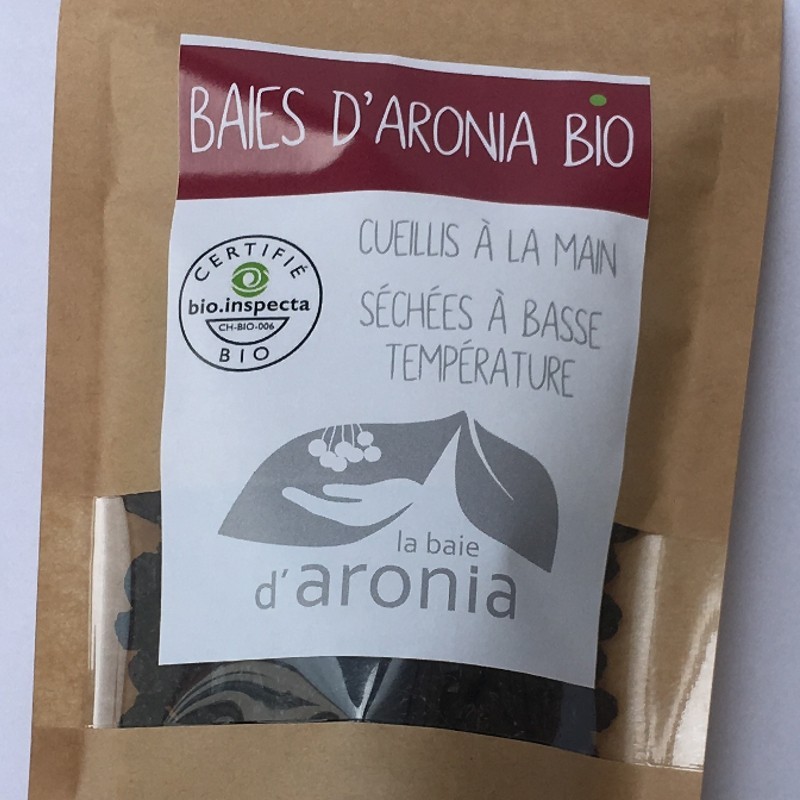 BAIES D'ARONIA BIO
CUEILLIS À LA MAIN
SÉCHÉES À BASSE
TEMPÉRATURE
CERTIFIÉ
bio.inspecta
CH-BIO-006
BIO
la baie
d'aronia